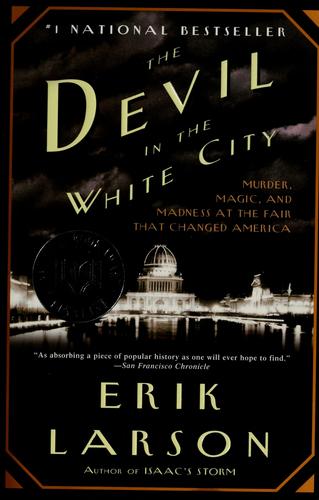 #1 NATIONAL BESTSELLER
THE
DEVIL
IN THE
WHITE CITY
MURDER,
MAGIC, AND
MADNESS AT THE FAIR
THAT CHANGED AMERICA
"As absorbing a piece of popular history as one will ever hope to find."
—San Francisco Chronicle
ERIK
LARSON
AUTHOR OF ISAAC'S STORM